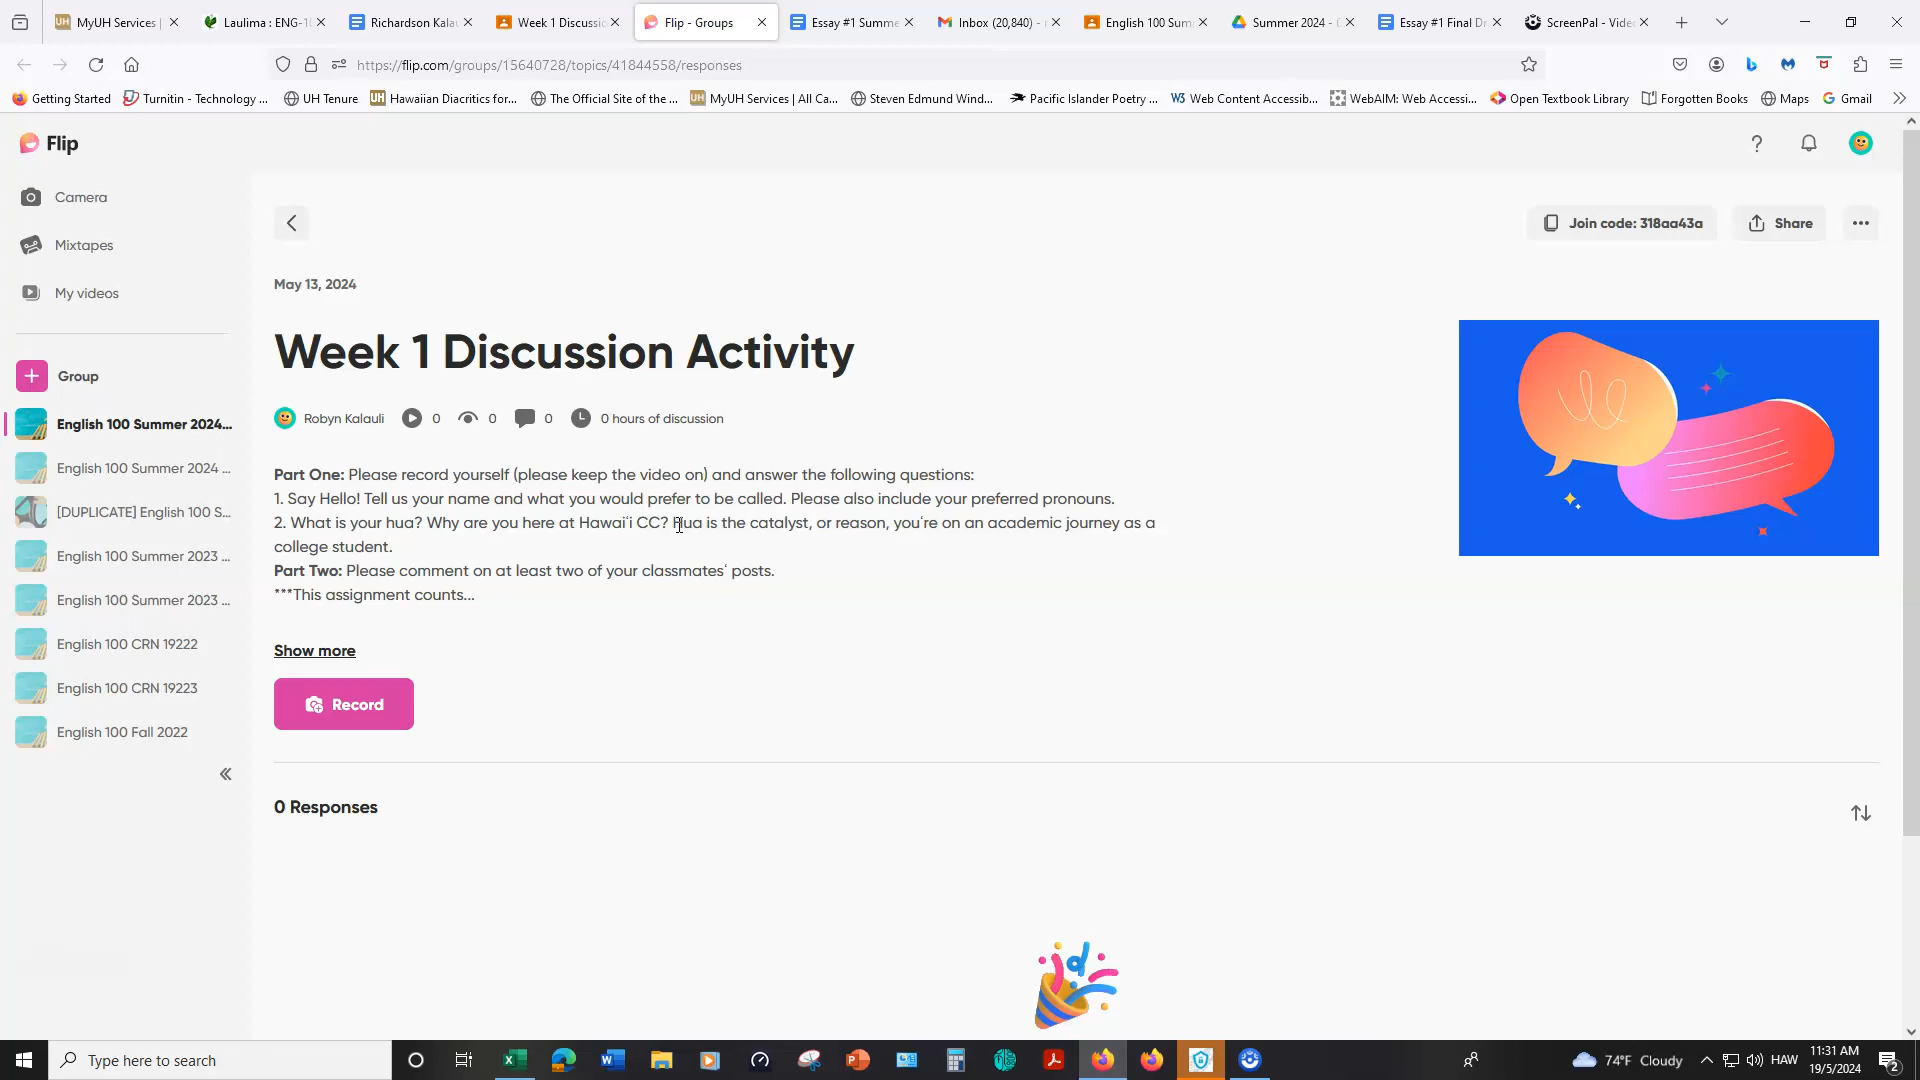 MyUH Services |
Laulima : ENG-10
Richardson Kalau
Week 1 Discussio
Flip - Groups
Essay #1 Summe
Inbox (20,840) -
English 100 Sum
Summer 2024 -
Essay #1 Final Dr
ScreenPal - Vide
https://flip.com/groups/15640728/topics/41844558/responses
Getting Started
Turnitin - Technology ...
UH Tenure
Hawaiian Diacritics for...
The Official Site of the ...
MyUH Services | All Ca...
Steven Edmund Wind...
Pacific Islander Poetry ...
Web Content Accessib...
WebAIM: Web Accessi...
Open Textbook Library
Forgotten Books
Maps
Gmail
Flip
Camera
Mixtapes
My videos
Group
English 100 Summer 2024...
English 100 Summer 2024 ...
[DUPLICATE] English 100 S...
English 100 Summer 2023 ...
English 100 Summer 2023 ...
English 100 CRN 19222
English 100 CRN 19223
English 100 Fall 2022
Join code: 318aa43a
Share
May 13, 2024
Week 1 Discussion Activity
Robyn Kalauli 0 0 0 0 hours of discussion
Part One: Please record yourself (please keep the video on) and answer the following questions:
1. Say Hello! Tell us your name and what you would prefer to be called. Please also include your preferred pronouns.
2. What is your hua? Why are you here at Hawaiʻi CC? Hua is the catalyst, or reason, youʻre on an academic journey as a
college student.
Part Two: Please comment on at least two of your classmatesʻ posts.
***This assignment counts...
Show more
Record
0 Responses
Type here to search
74°F Cloudy
HAW
11:31 AM
19/5/2024
2